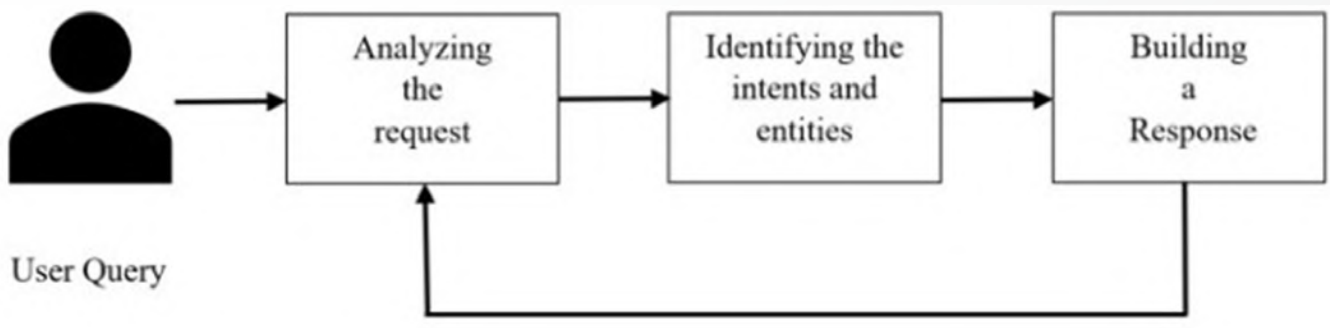 Analyzing
the
request
Identifying the
intents and
entities
Building
a
Response
User Query